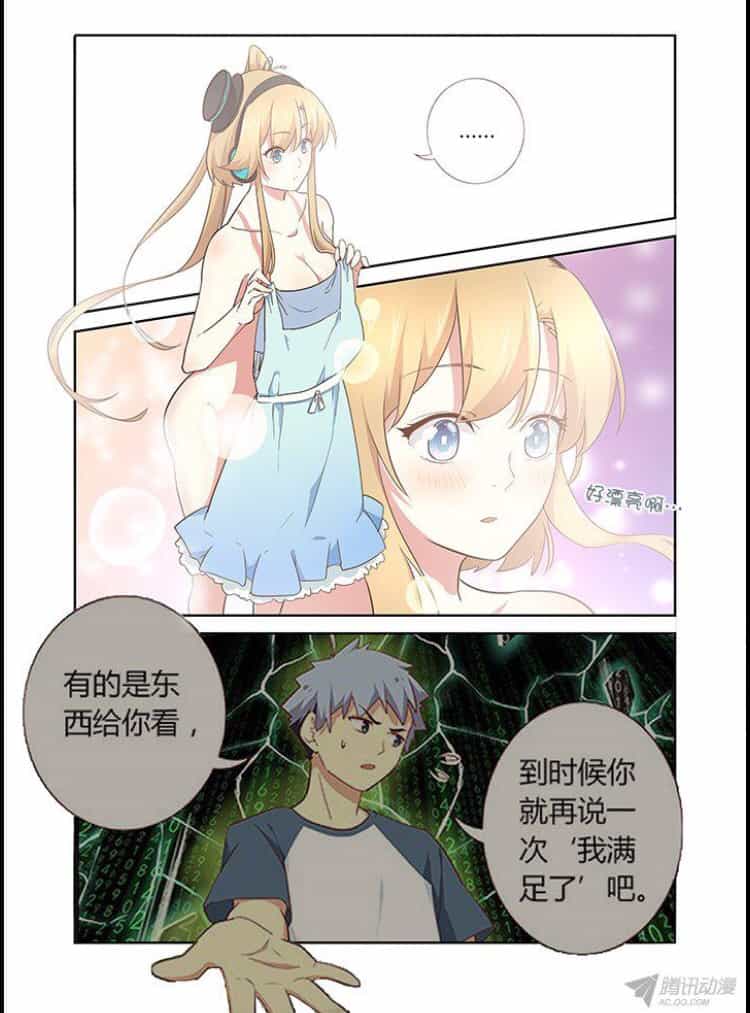 ……
好漂亮啊…
有的是东
西给你看，
到时候你
就再说一
次‘我满
足了’吧。
腾讯动漫
AC.QQ.COM